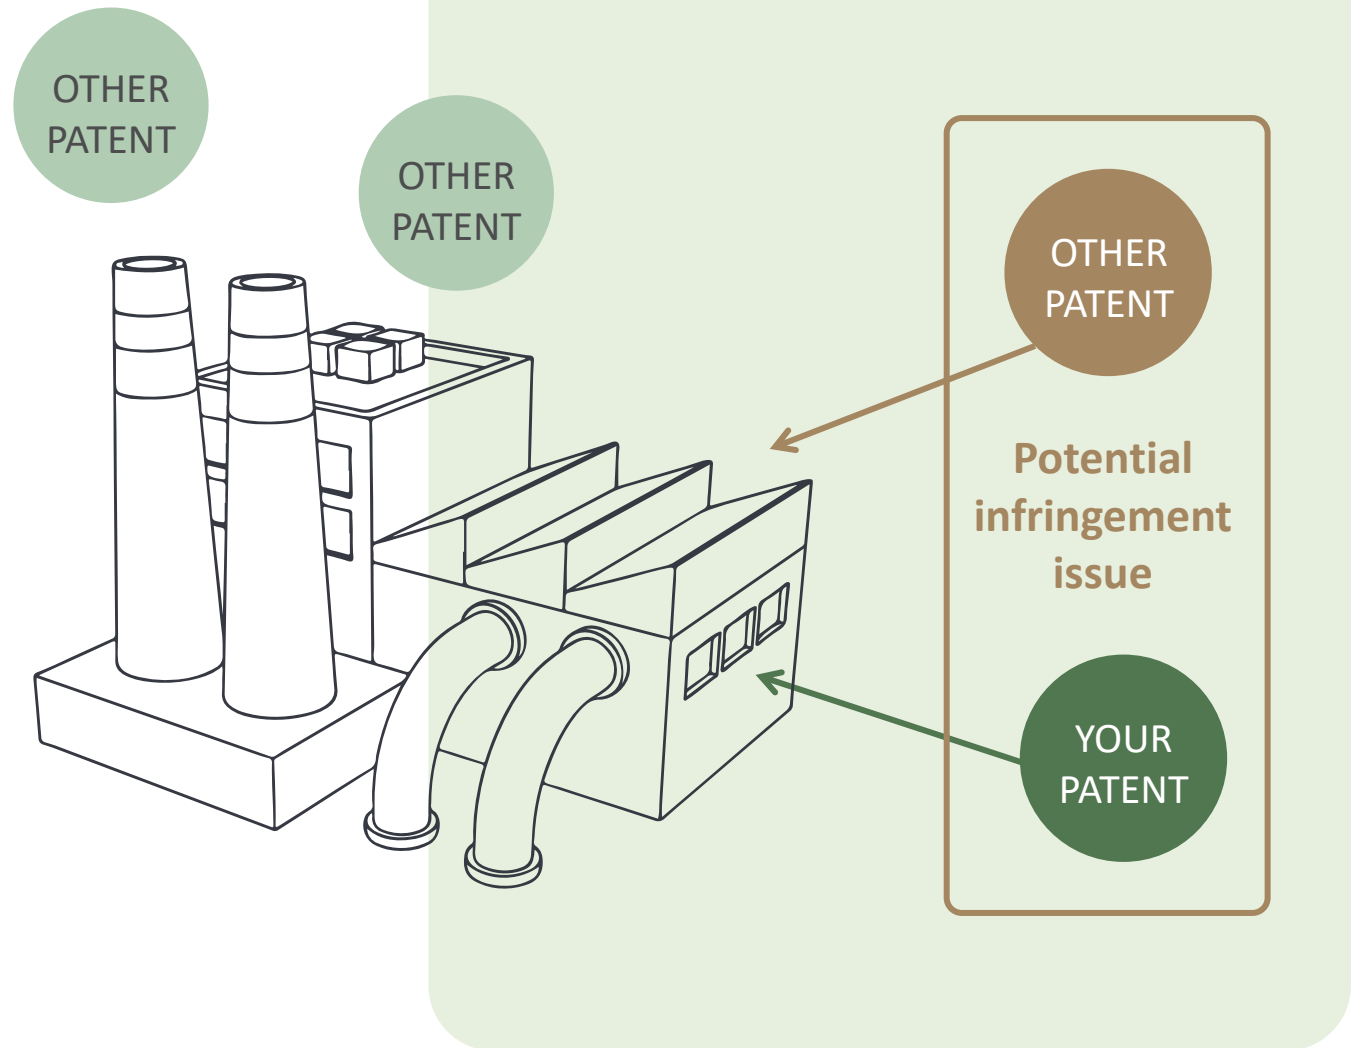 OTHER
PATENT
OTHER
PATENT
OTHER
PATENT
Potential
infringement
issue
YOUR
PATENT